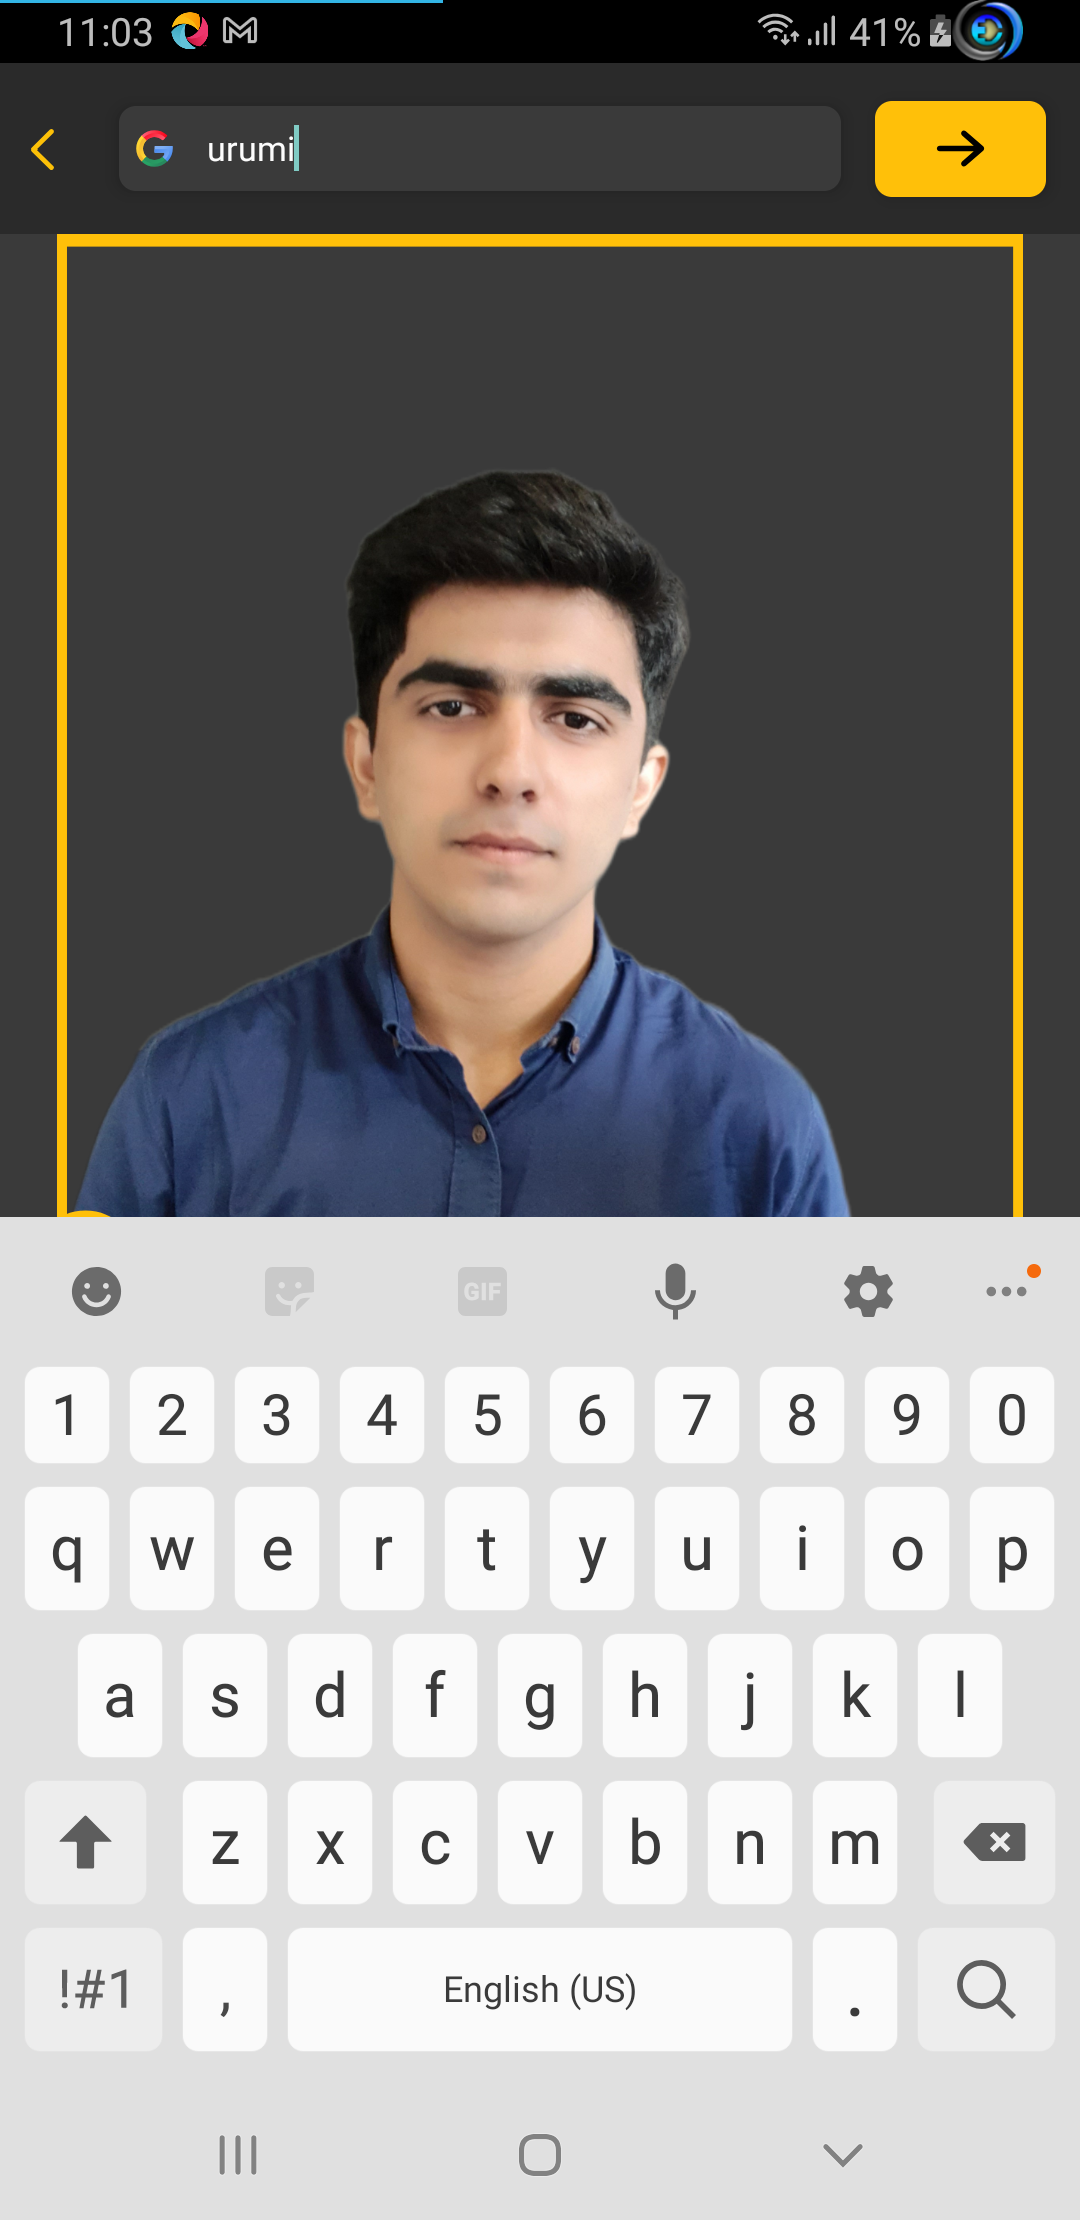 11:03 41%
urumi
GIF
1 2 3 4 5 6 7 8 9 0
q w e r t y u i o p
a s d f g h j k l
z x c v b n m
!#1 , English (US) .